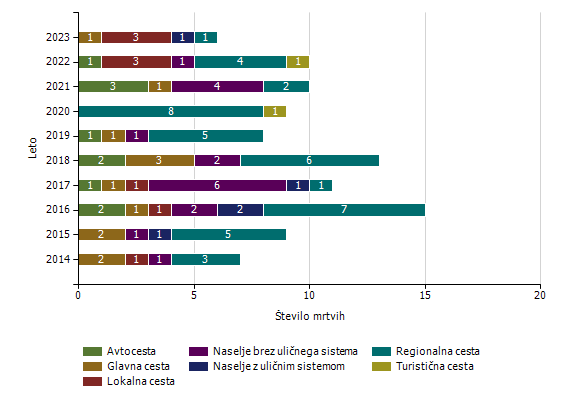 2023 1 3 1 1
2022 1 3 1 4 1
2021 3 1 4 2
2020 8 1
2019 1 1 1 5
2018 2 3 2 6
2017 1 1 1 6 1 1
2016 2 1 1 2 2 7
2015 2 1 1 5
2014 2 1 1 3
Leto
0 5 10 15 20
Število mrtvih
Avtocesta Naselje brez uličnega sistema Regionalna cesta
Glavna cesta Naselje z uličnim sistemom Turistična cesta
Lokalna cesta